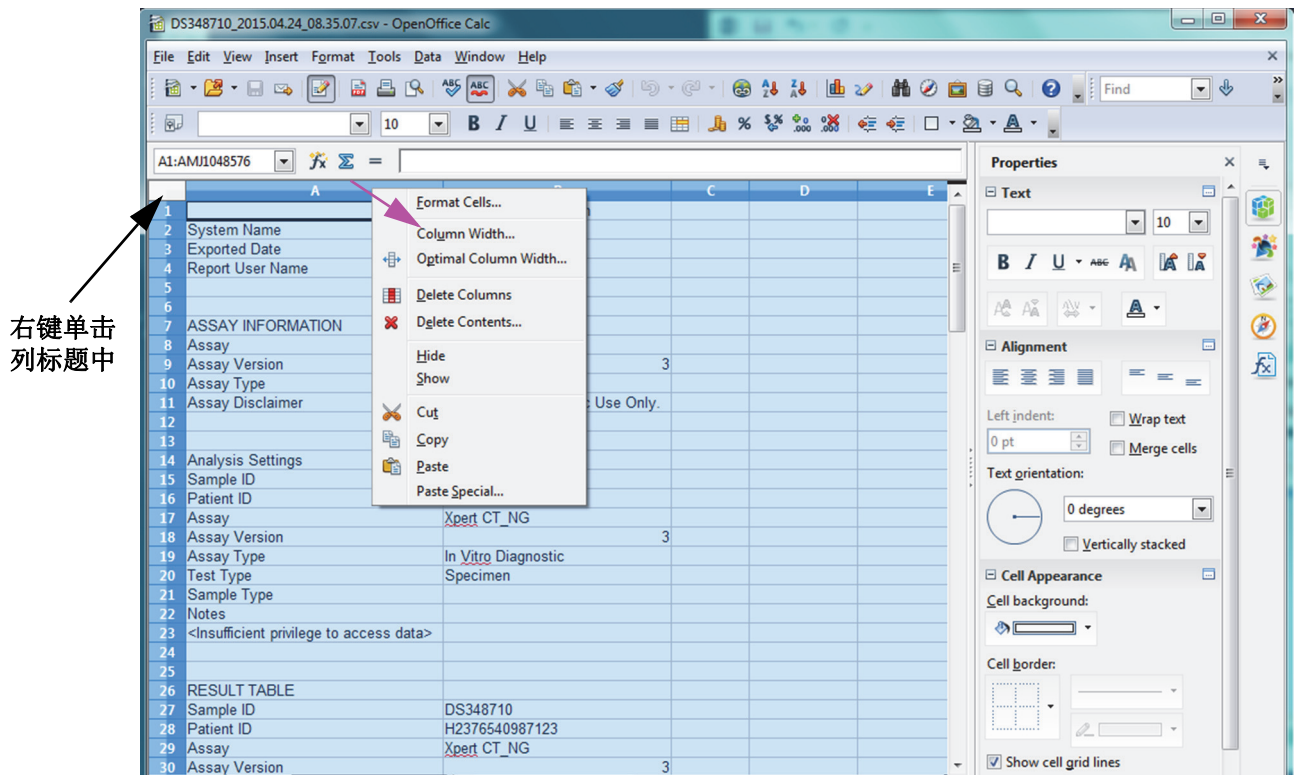 DS348710_2015.04.24_08.35.07.csv - OpenOffice Calc
File Edit View Insert Format Tools Data Window Help
Find
10
A1:AMJ1048576
A C D E
1
2 System Name
3 Exported Date
4 Report User Name
5
6
7 ASSAY INFORMATION
8 Assay
9 Assay Version 3
10 Assay Type
11 Assay Disclaimer Use Only.
12
13
14 Analysis Settings
15 Sample ID
16 Patient ID
17 Assay Xpert CT_NG
18 Assay Version 3
19 Assay Type In Vitro Diagnostic
20 Test Type Specimen
21 Sample Type
22 Notes
23 <Insufficient privilege to access data>
24
25
26 RESULT TABLE
27 Sample ID DS348710
28 Patient ID H2376540987123
29 Assay Xpert CT_NG
30 Assay Version 3
Format Cells...
Column Width...
Optimal Column Width...
Delete Columns
Delete Contents...
Hide
Show
Cut
Copy
Paste
Paste Special...
右键单击
列标题中
Properties
Text
10
Alignment
Left indent:
0 pt
Wrap text
Merge cells
Text orientation:
0 degrees
Vertically stacked
Cell Appearance
Cell background:
Cell border:
Show cell grid lines